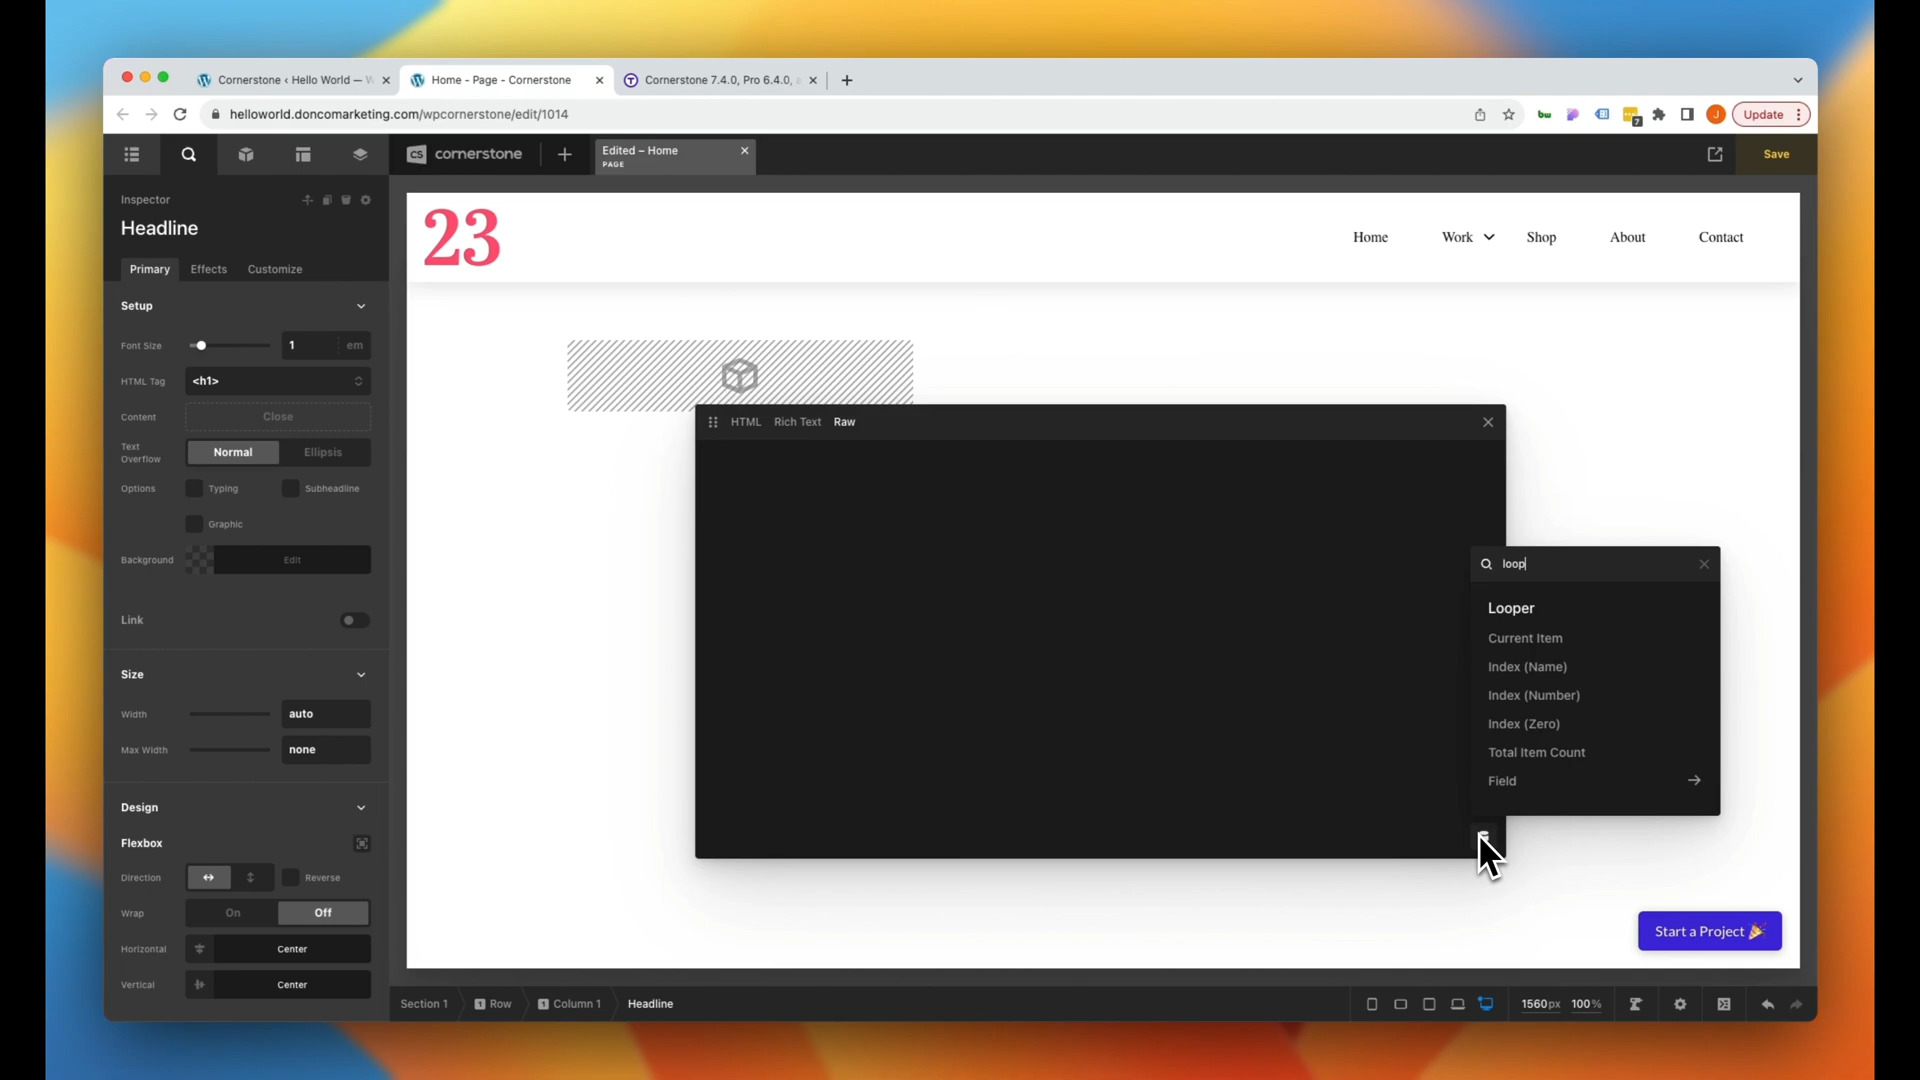 Cornerstone ‹ Hello World — W
Home - Page - Cornerstone
Cornerstone 7.4.0, Pro 6.4.0, a
helloworld.doncomarketing.com/wpcornerstone/edit/1014
bw
7
J
Update
CS cornerstone
Edited – Home
PAGE
Save
Inspector
Headline
Primary Effects Customize
Setup
Font Size 1 em
HTML Tag <h1>
Content Close
Text Overflow Normal Ellipsis
Options Typing Subheadline
Graphic
Background Edit
Link
Size
Width auto
Max Width none
Design
Flexbox
Direction Reverse
Wrap On Off
Horizontal Center
Vertical Center
23
Home Work Shop About Contact
HTML Rich Text Raw
loop
Looper
Current Item
Index (Name)
Index (Number)
Index (Zero)
Total Item Count
Field
Start a Project 🎉
Section 1 1 Row 1 Column 1 Headline
1560px 100%